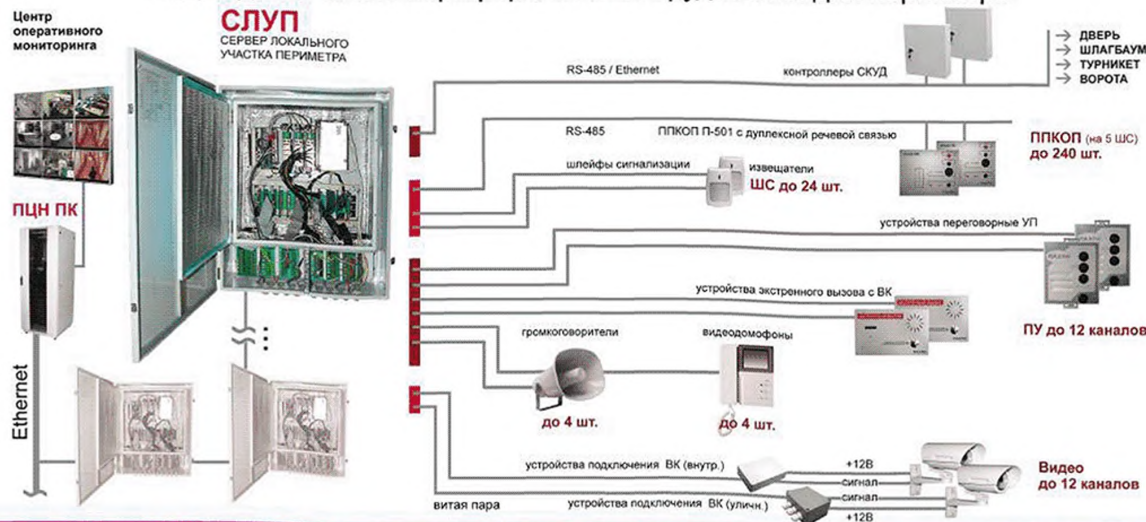 Центр
оперативного
мониторинга
СЛУП
СЕРВЕР ЛОКАЛЬНОГО
УЧАСТКА ПЕРИМЕТРА
RS-485 / Ethernet
контроллеры СКУД
→ ДВЕРЬ
→ ШЛАГБАУМ
→ ТУРНИКЕТ
→ ВОРОТА
RS-485
ППКОП П-501 с дуплексной речевой связью
ППКОП (на 5 ШС)
до 240 шт.
шлейфы сигнализации
извещатели
ШС до 24 шт.
ПЦН ПК
устройства переговорные УП
устройства экстренного вызова с ВК
ПУ до 12 каналов
громкоговорители
видеодомофоны
до 4 шт.
до 4 шт.
Ethernet
устройства подключения ВК (внутр.)
+12В
сигнал
Видео
до 12 каналов
витая пара
устройства подключения ВК (уличн.)
сигнал
+12В